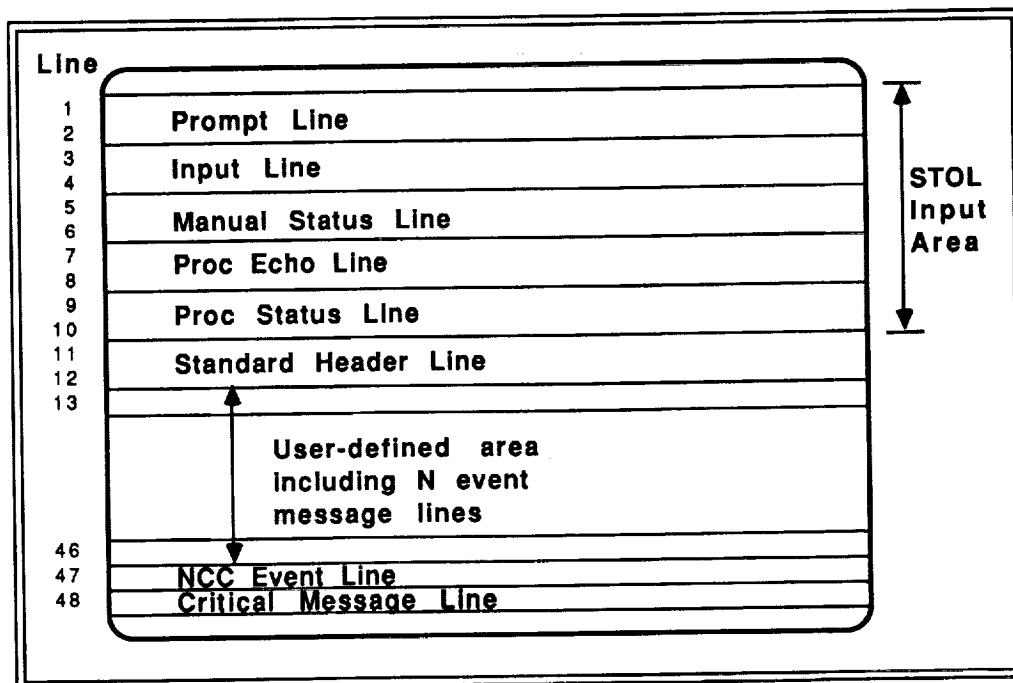 Line
1
2
Prompt Line
3
4
Input Line
5
6
Manual Status Line
7
8
Proc Echo Line
9
10
Proc Status Line
11
12
Standard Header Line
13
User-defined area
including N event
message lines
46
47
NCC Event Line
48
Critical Message Line
STOL
Input
Area